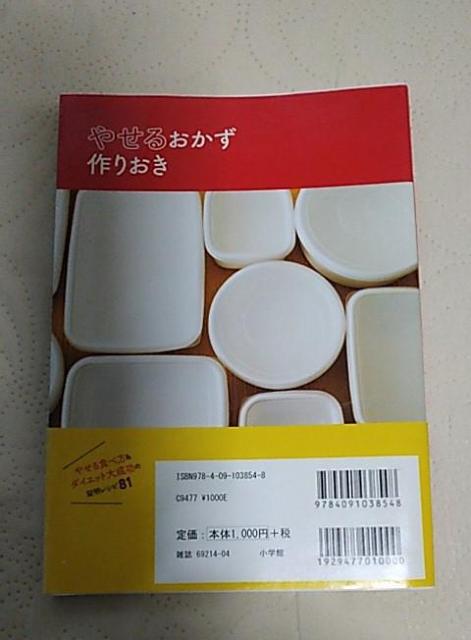 やせるおかず
作りおき
やせる食べ方&
ダイエット大成功の
簡単レシピ81
ISBN978-4-09-103854-8
C9477 ¥1000E
9784091038548
定価:本体1,000円+税
雑誌 69214-04 小学館
1929477010000